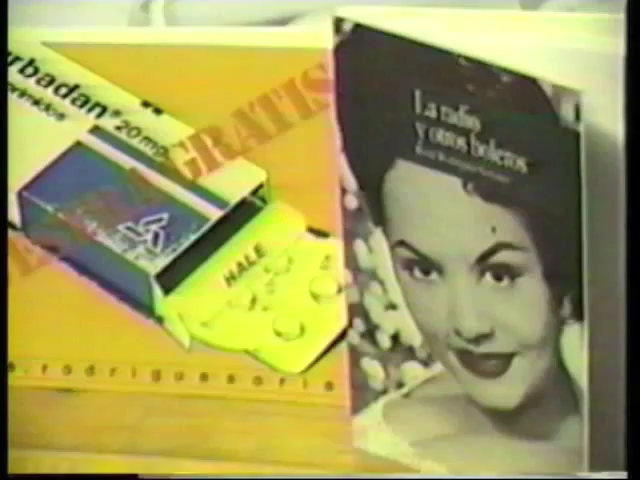 urbadan® 20 mg.
GRATIS
HALE
e.rodriguesoria
La radio
y otros boleros